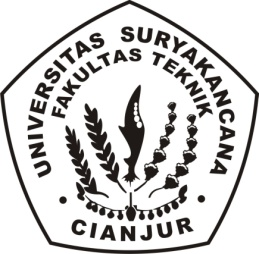 UNIVERSITAS SURYAKANCANA
FAKULTAS TEKNIK
• CIANJUR •